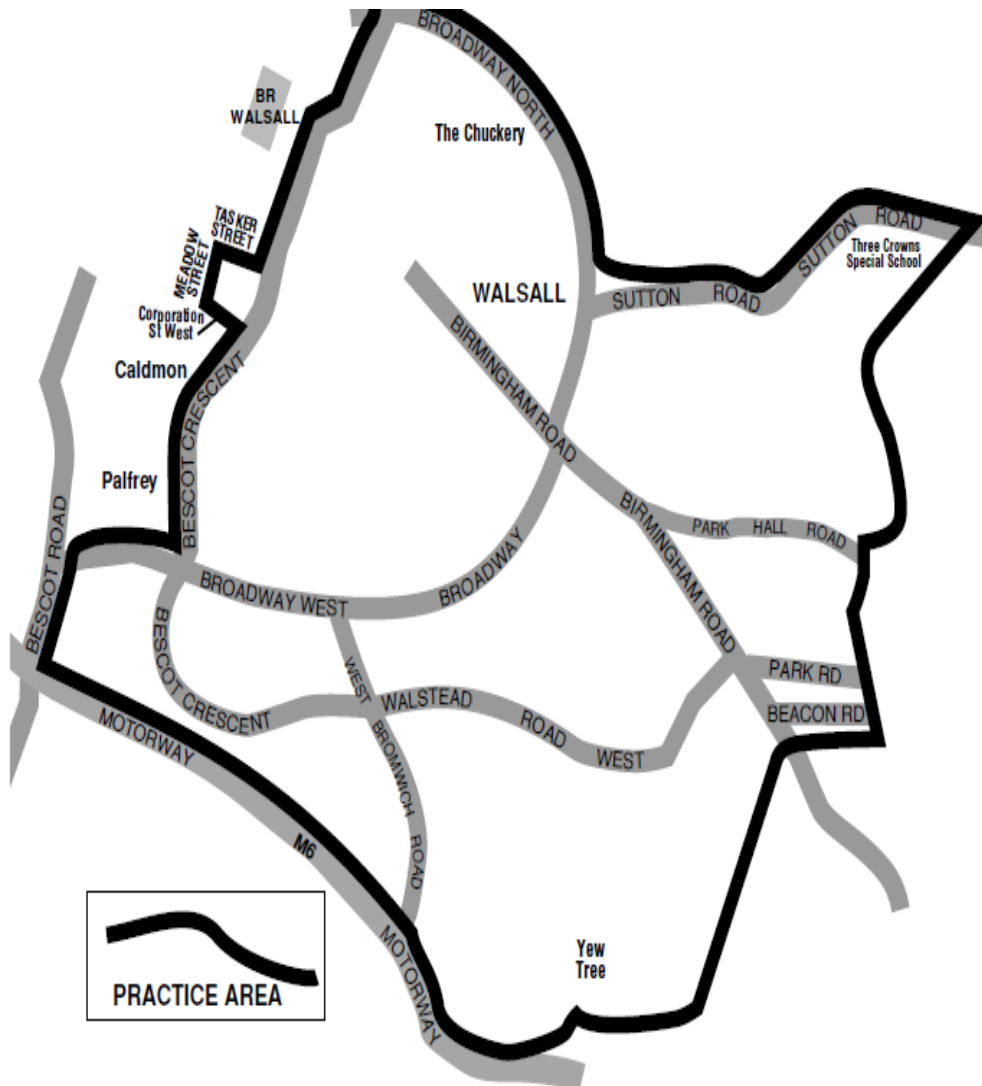 BROADWAY NORTH
BR
WALSALL
The Chuckery
TASKER
STREET
MEADOW
STREET
SUTTON ROAD
Three Crowns
Special School
WALSALL
SUTTON ROAD
Corporation
St West
Caldmon
BESCOT CRESCENT
BIRMINGHAM ROAD
Palfrey
BESCOT ROAD
BIRMINGHAM ROAD
PARK HALL ROAD
BROADWAY WEST
BROADWAY
BESCOT CRESCENT
WEST BROMWICH ROAD
WALSTEAD ROAD WEST
PARK RD
BEACON RD
MOTORWAY
M6
MOTORWAY
Yew
Tree
PRACTICE AREA